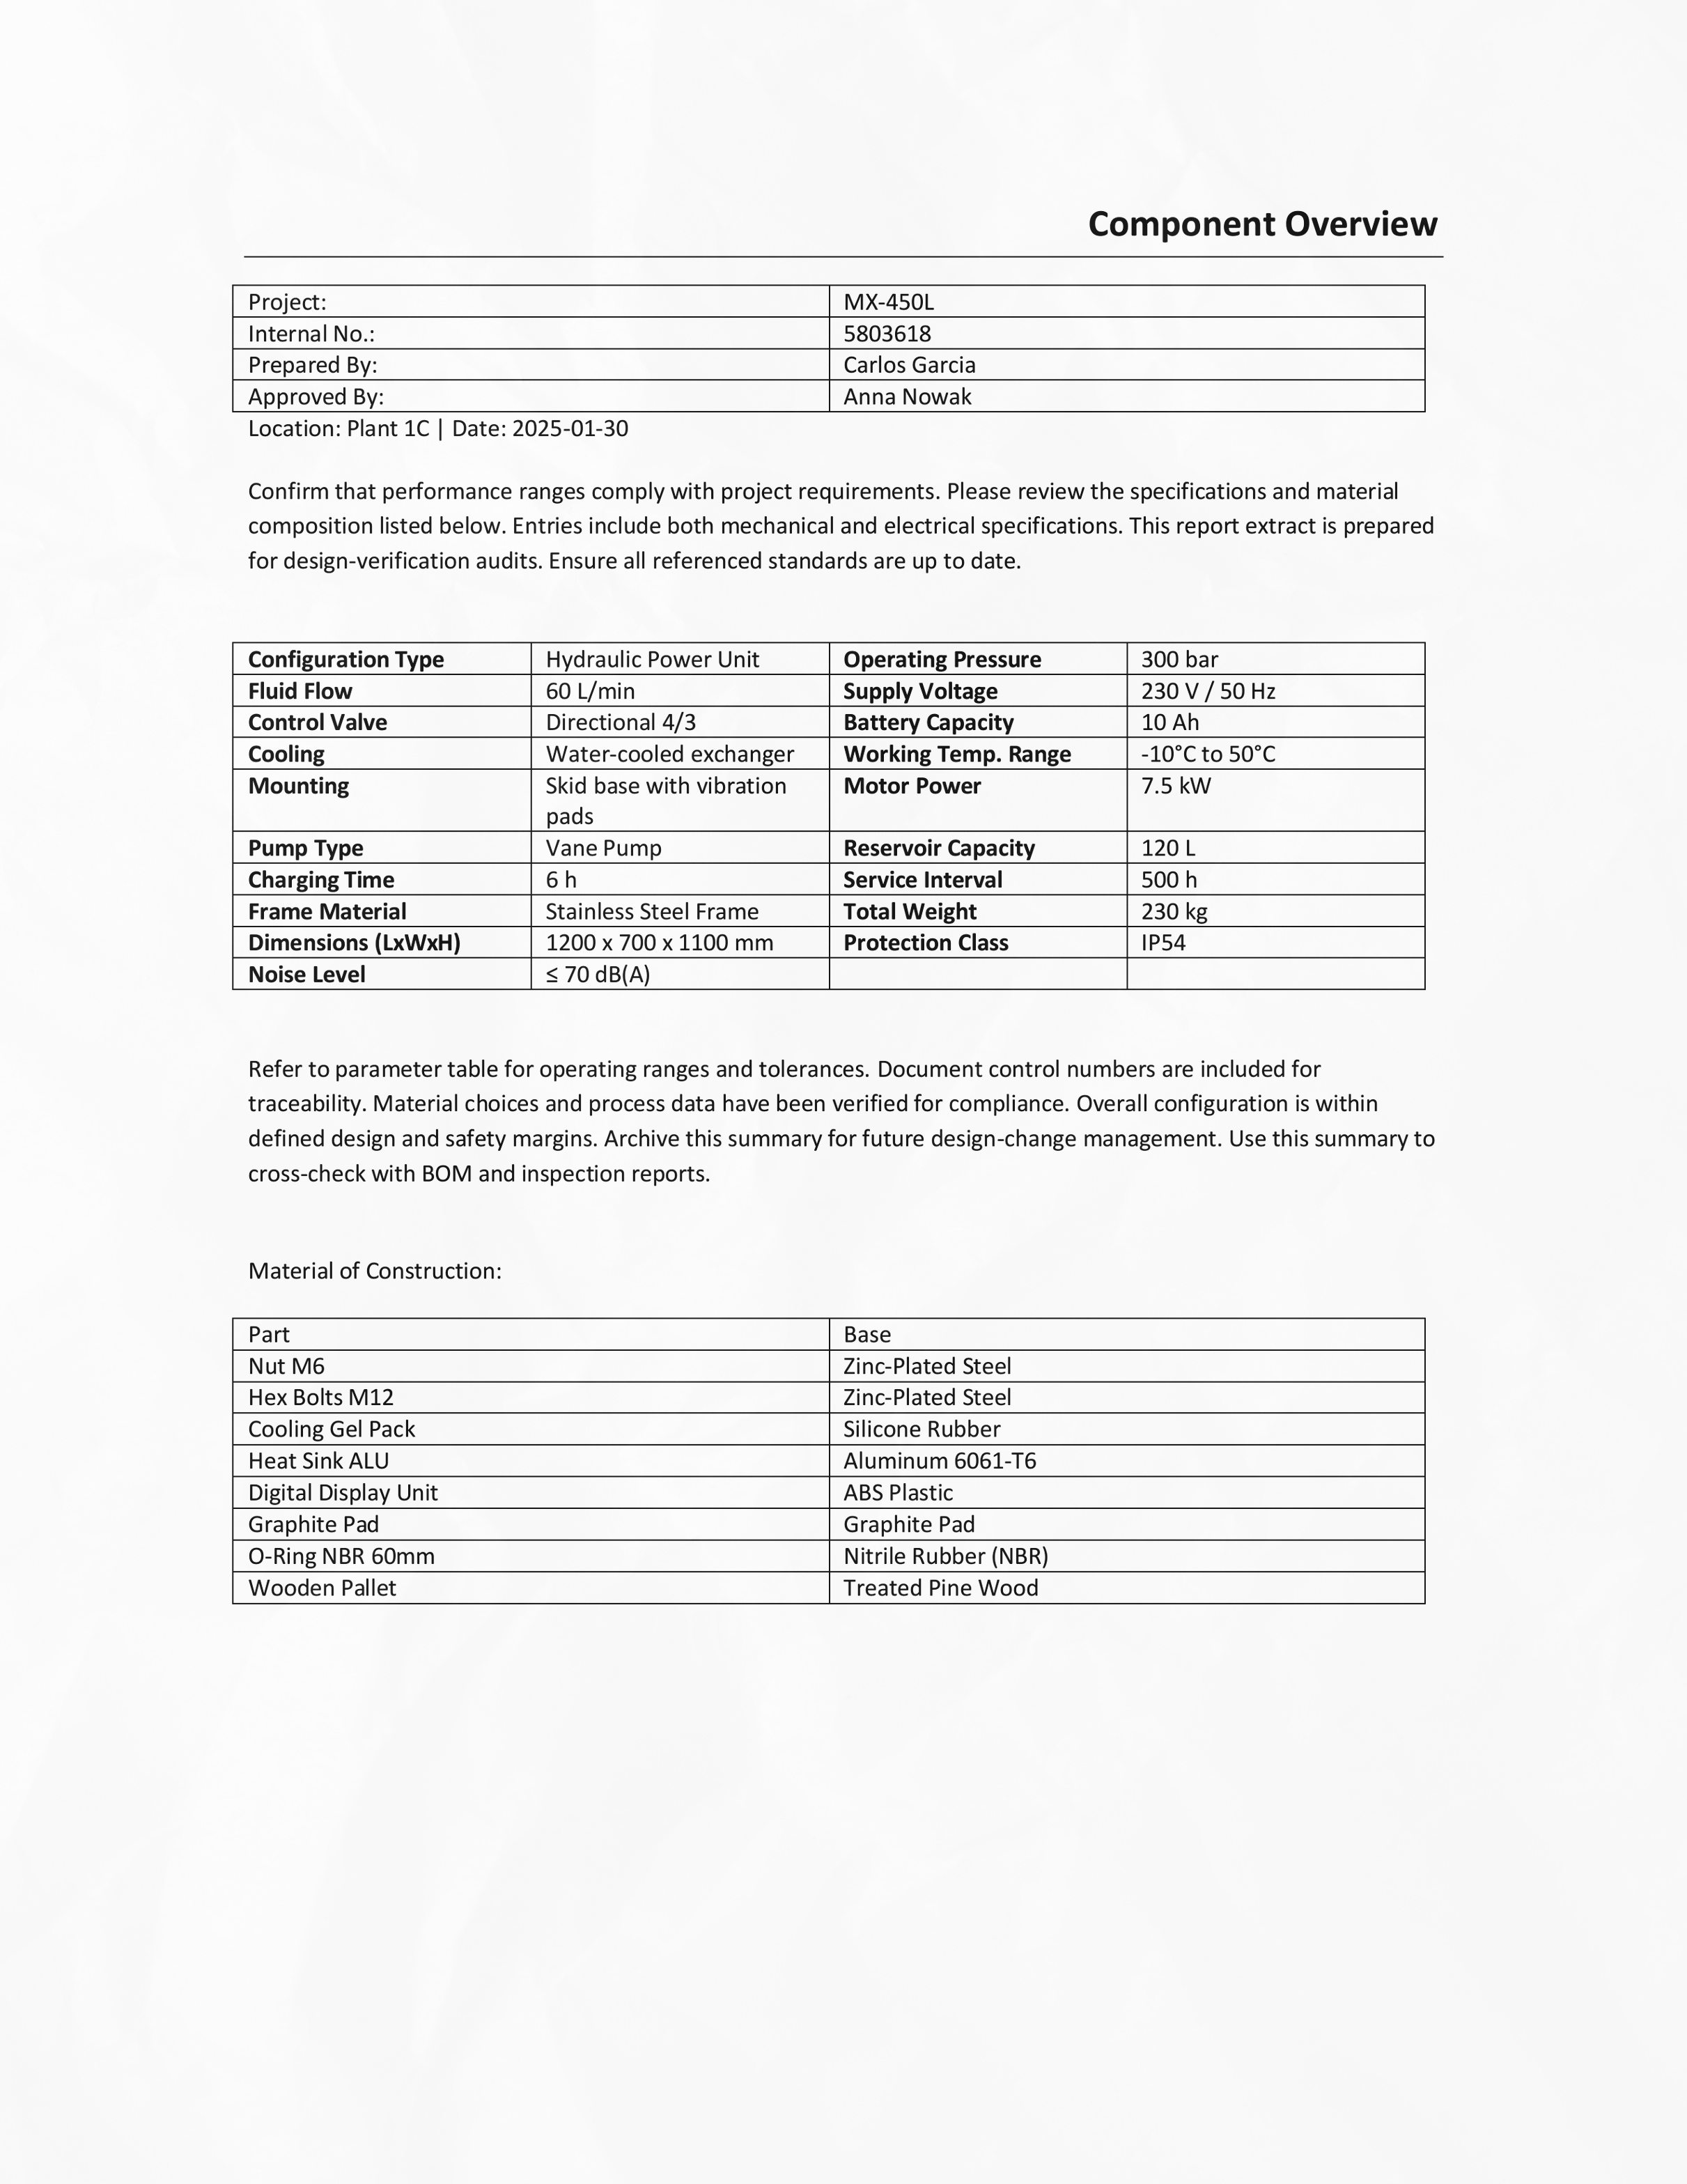 Component Overview
Project: MX-450L
Internal No.: 5803618
Prepared By: Carlos Garcia
Approved By: Anna Nowak
Location: Plant 1C | Date: 2025-01-30
Confirm that performance ranges comply with project requirements. Please review the specifications and material
composition listed below. Entries include both mechanical and electrical specifications. This report extract is prepared
for design-verification audits. Ensure all referenced standards are up to date.
Configuration Type Hydraulic Power Unit Operating Pressure 300 bar
Fluid Flow 60 L/min Supply Voltage 230 V / 50 Hz
Control Valve Directional 4/3 Battery Capacity 10 Ah
Cooling Water-cooled exchanger Working Temp. Range -10°C to 50°C
Mounting Skid base with vibration Motor Power 7.5 kW
pads
Pump Type Vane Pump Reservoir Capacity 120 L
Charging Time 6 h Service Interval 500 h
Frame Material Stainless Steel Frame Total Weight 230 kg
Dimensions (LxWxH) 1200 x 700 x 1100 mm Protection Class IP54
Noise Level ≤ 70 dB(A)
Refer to parameter table for operating ranges and tolerances. Document control numbers are included for
traceability. Material choices and process data have been verified for compliance. Overall configuration is within
defined design and safety margins. Archive this summary for future design-change management. Use this summary to
cross-check with BOM and inspection reports.
Material of Construction:
Part Base
Nut M6 Zinc-Plated Steel
Hex Bolts M12 Zinc-Plated Steel
Cooling Gel Pack Silicone Rubber
Heat Sink ALU Aluminum 6061-T6
Digital Display Unit ABS Plastic
Graphite Pad Graphite Pad
O-Ring NBR 60mm Nitrile Rubber (NBR)
Wooden Pallet Treated Pine Wood